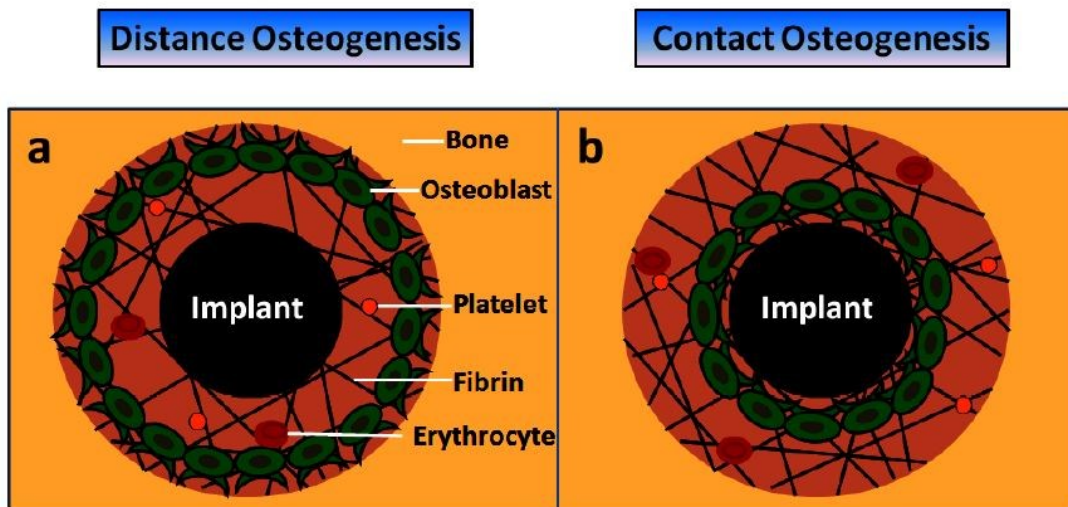 Distance Osteogenesis
Contact Osteogenesis
a
Bone
Osteoblast
Implant
Platelet
Fibrin
Erythrocyte
b
Implant